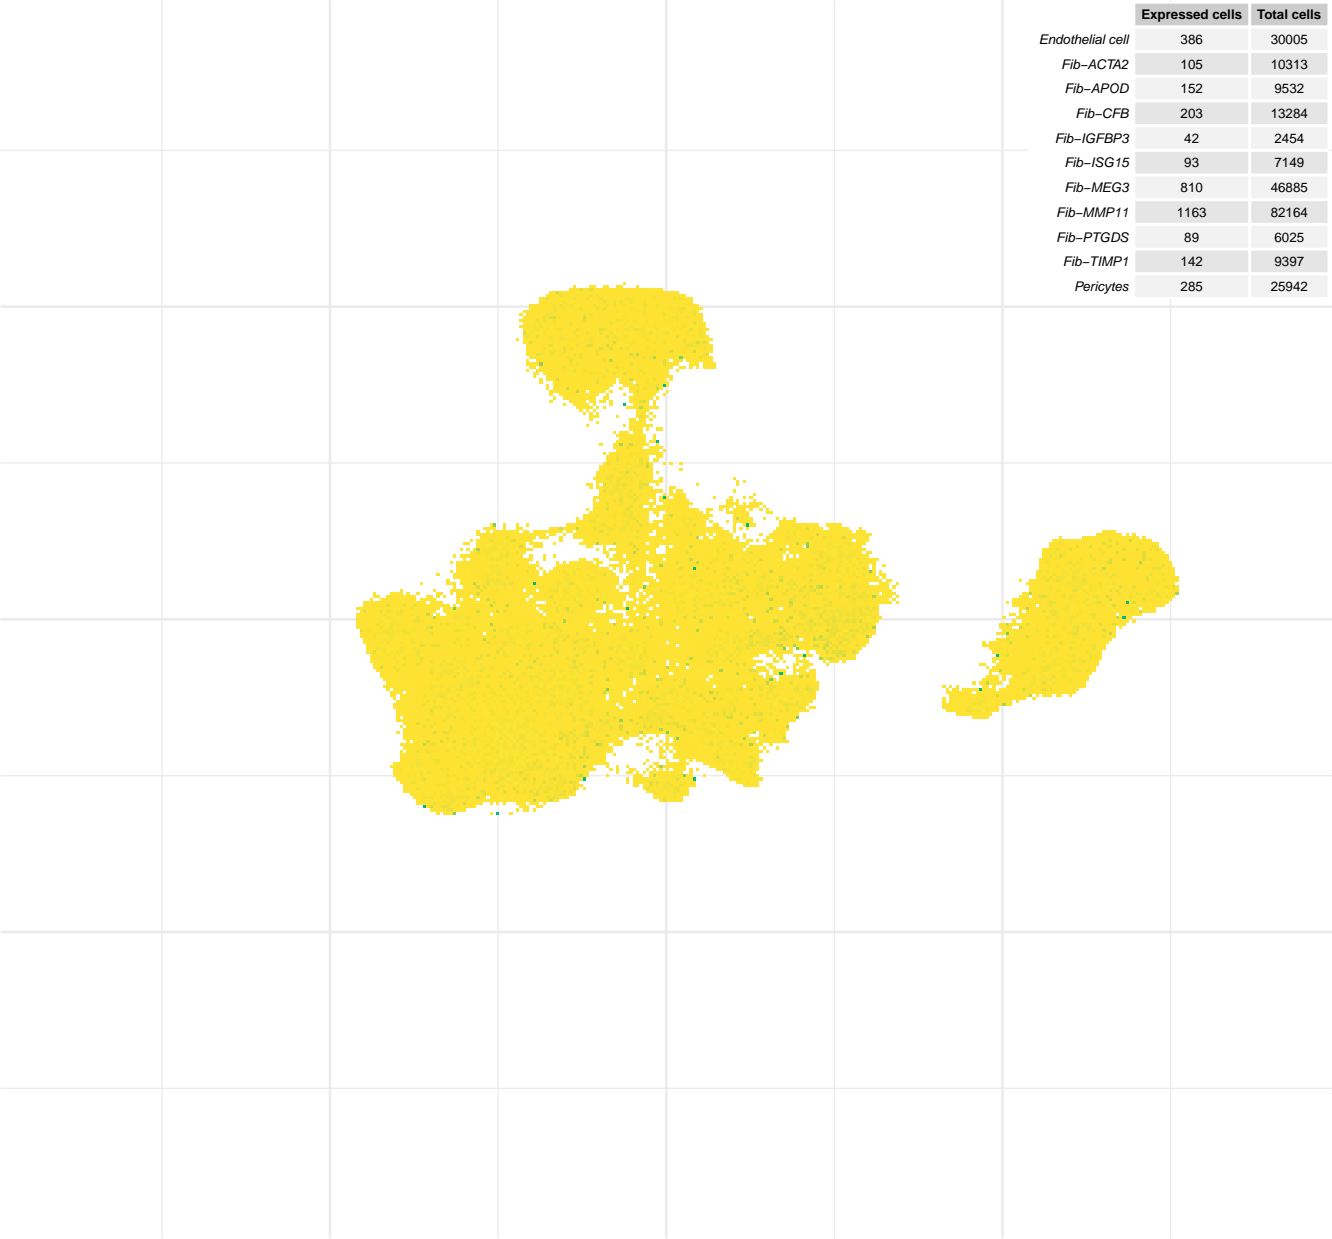 Expressed cells Total cells
Endothelial cell 386 30005
Fib−ACTA2 105 10313
Fib−APOD 152 9532
Fib−CFB 203 13284
Fib−IGFBP3 42 2454
Fib−ISG15 93 7149
Fib−MEG3 810 46885
Fib−MMP11 1163 82164
Fib−PTGDS 89 6025
Fib−TIMP1 142 9397
Pericytes 285 25942